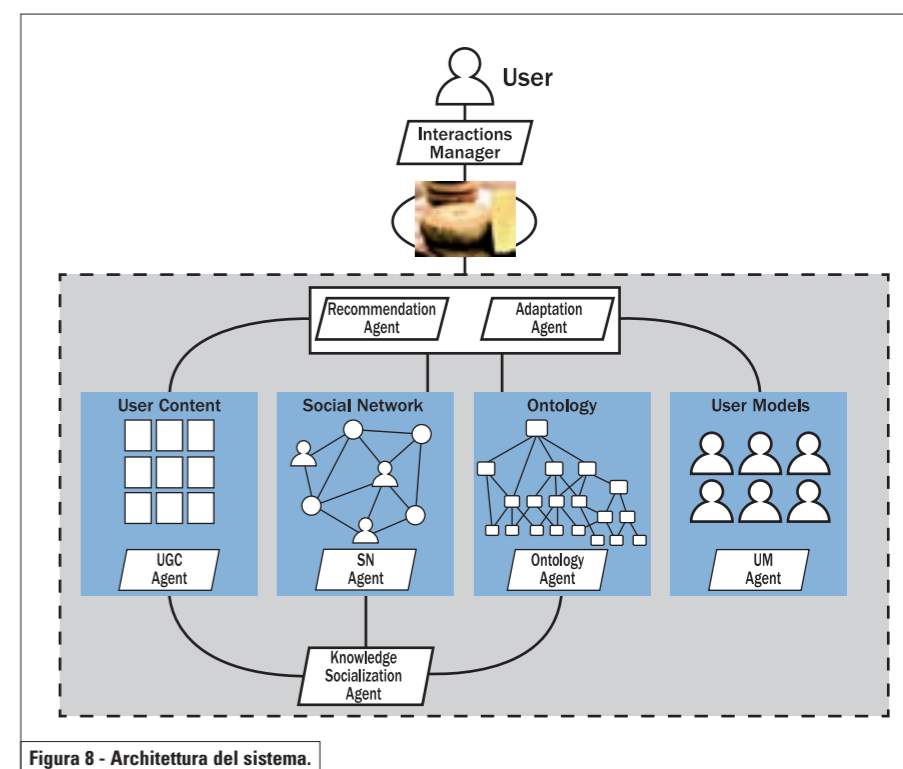 User
Interactions
Manager
Recommendation
Agent
Adaptation
Agent
User Content
Social Network
Ontology
User Models
UGC
Agent
SN
Agent
Ontology
Agent
UM
Agent
Knowledge
Socialization
Agent
Figura 8 - Architettura del sistema.